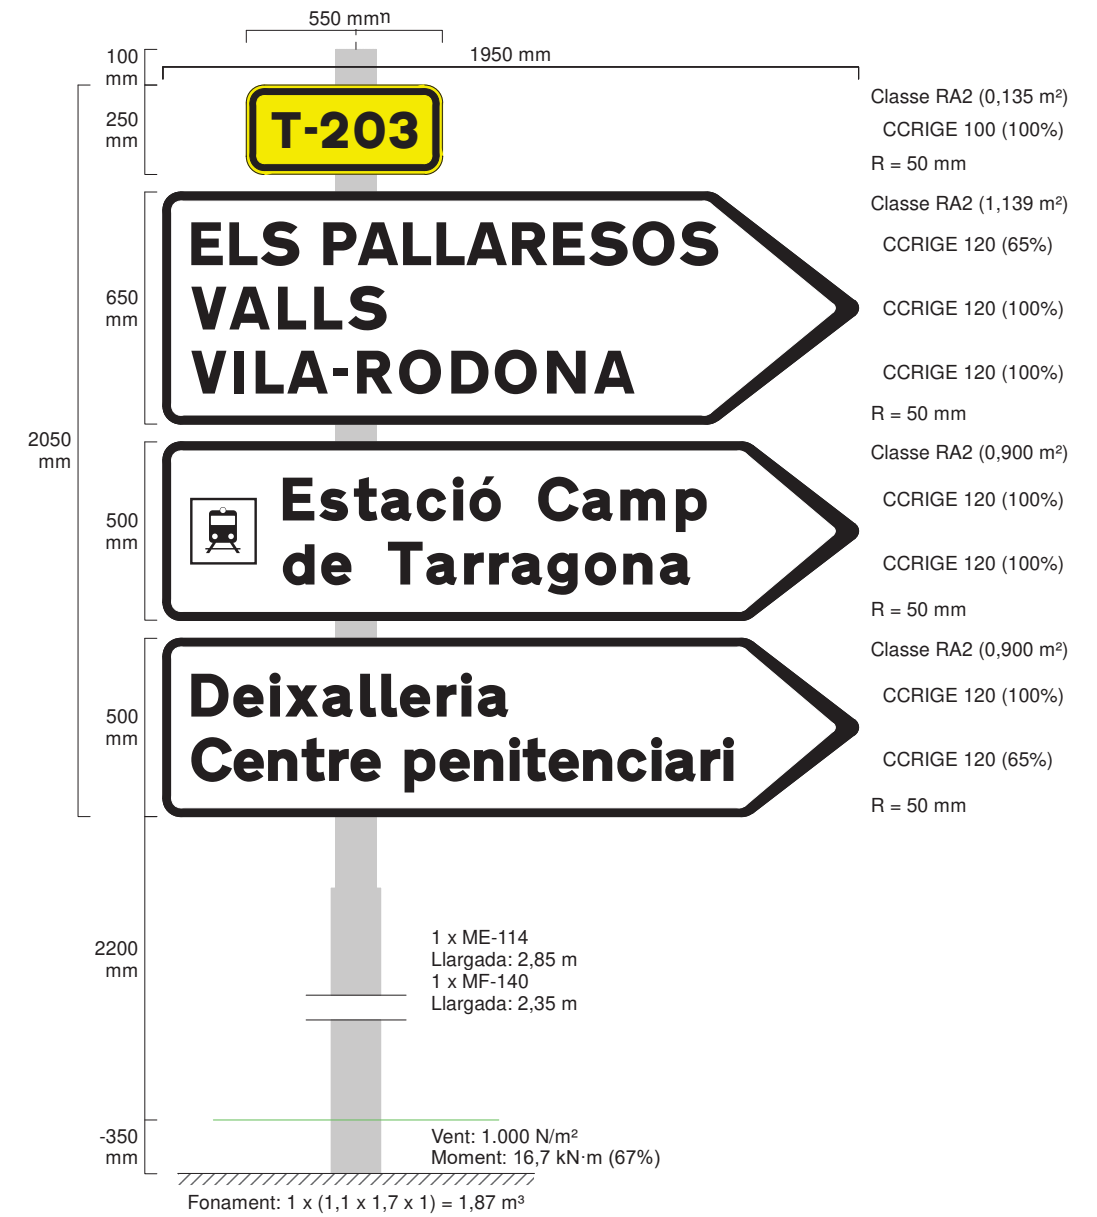 550 mmm
100
mm
1950 mm
250
mm
T-203
Classe RA2 (0,135 m²)
CCRIGE 100 (100%)
R = 50 mm
650
mm
ELS PALLARESOS
VALLS
VILA-RODONA
Classe RA2 (1,139 m²)
CCRIGE 120 (65%)
CCRIGE 120 (100%)
CCRIGE 120 (100%)
R = 50 mm
2050
mm
500
mm
Estació Camp
de Tarragona
Classe RA2 (0,900 m²)
CCRIGE 120 (100%)
CCRIGE 120 (100%)
R = 50 mm
500
mm
Deixalleria
Centre penitenciari
Classe RA2 (0,900 m²)
CCRIGE 120 (100%)
CCRIGE 120 (65%)
R = 50 mm
2200
mm
1 x ME-114
Llargada: 2,85 m
1 x MF-140
Llargada: 2,35 m
-350
mm
Vent: 1.000 N/m²
Moment: 16,7 kN·m (67%)
Fonament: 1 x (1,1 x 1,7 x 1) = 1,87 m³